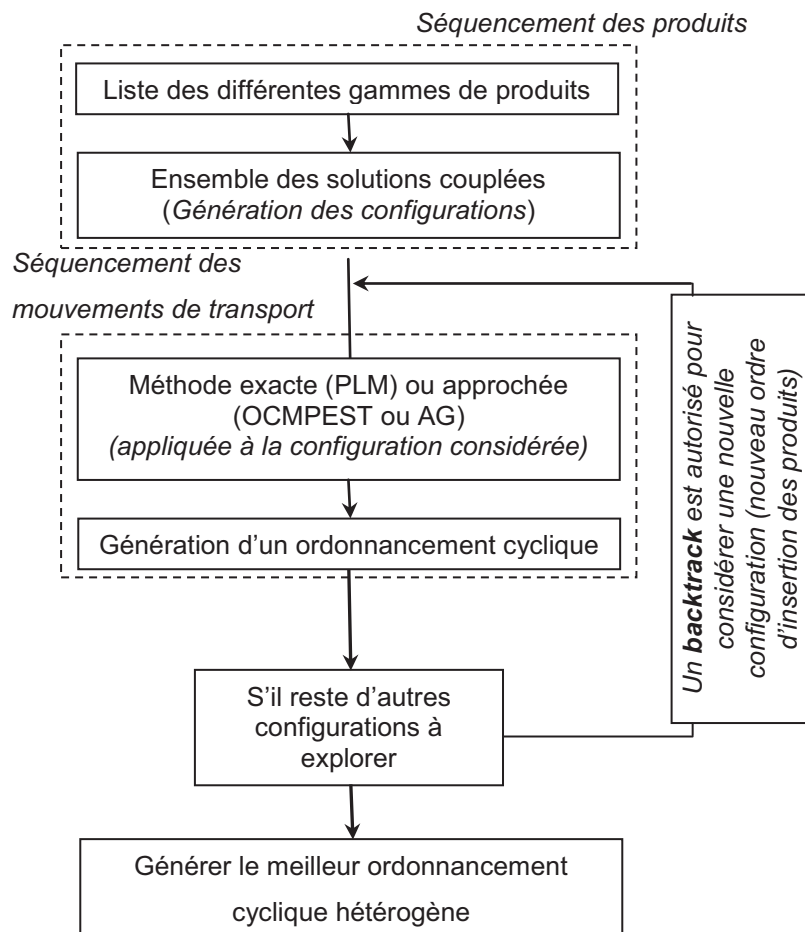 Séquencement des produits
Liste des différentes gammes de produits
Ensemble des solutions couplées
(Génération des configurations)
Séquencement des
mouvements de transport
Méthode exacte (PLM) ou approchée
(OCMPEST ou AG)
(appliquée à la configuration considérée)
Génération d'un ordonnancement cyclique
S'il reste d'autres
configurations à
explorer
Un backtrack est autorisé pour
considérer une nouvelle
configuration (nouveau ordre
d'insertion des produits)
Générer le meilleur ordonnancement
cyclique hétérogène